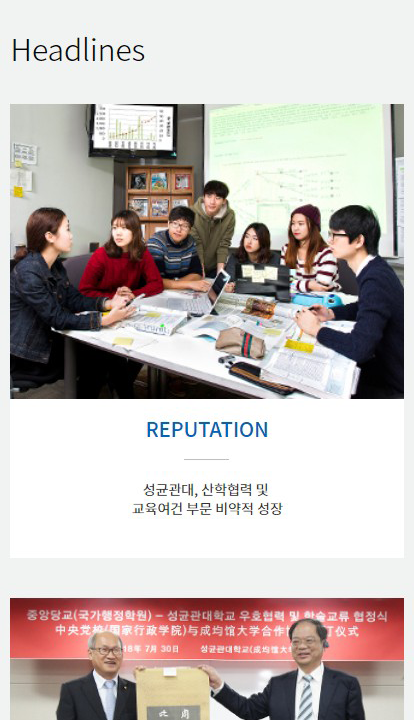 Headlines
REPUTATION
성균관대, 산학협력 및
교육여건 부문 비약적 성장
중앙당교(국가행정학원) – 성균관대학교 우호협력 및 학술교류 협정식
中央党校(国家行政学院)与成均馆大学合作 订仪式
18年 7月 30日 성균관대학교(成均馆大